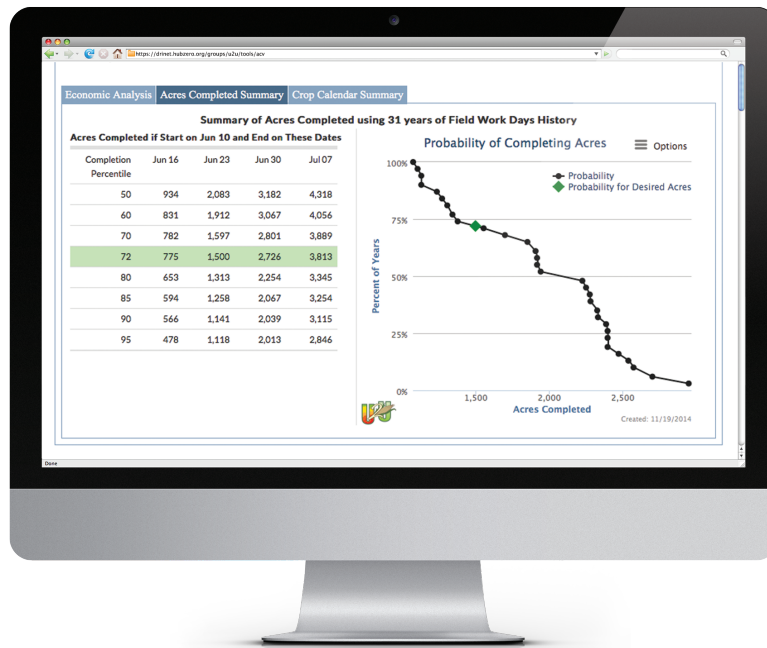 https://drinet.hubzero.org/groups/u2u/tools/acv
Economic Analysis Acres Completed Summary Crop Calendar Summary
Summary of Acres Completed using 31 years of Field Work Days History
Acres Completed if Start on Jun 10 and End on These Dates
Completion Percentile Jun 16 Jun 23 Jun 30 Jul 07
50 934 2,083 3,182 4,318
60 831 1,912 3,067 4,056
70 782 1,597 2,801 3,889
72 775 1,500 2,726 3,813
80 653 1,313 2,254 3,345
85 594 1,258 2,067 3,254
90 566 1,141 2,039 3,115
95 478 1,118 2,013 2,846
Probability of Completing Acres
Options
Probability
Probability for Desired Acres
Percent of Years
100%
75%
50%
25%
0%
1,500 2,000 2,500
Acres Completed
U2U
Created: 11/19/2014
Done